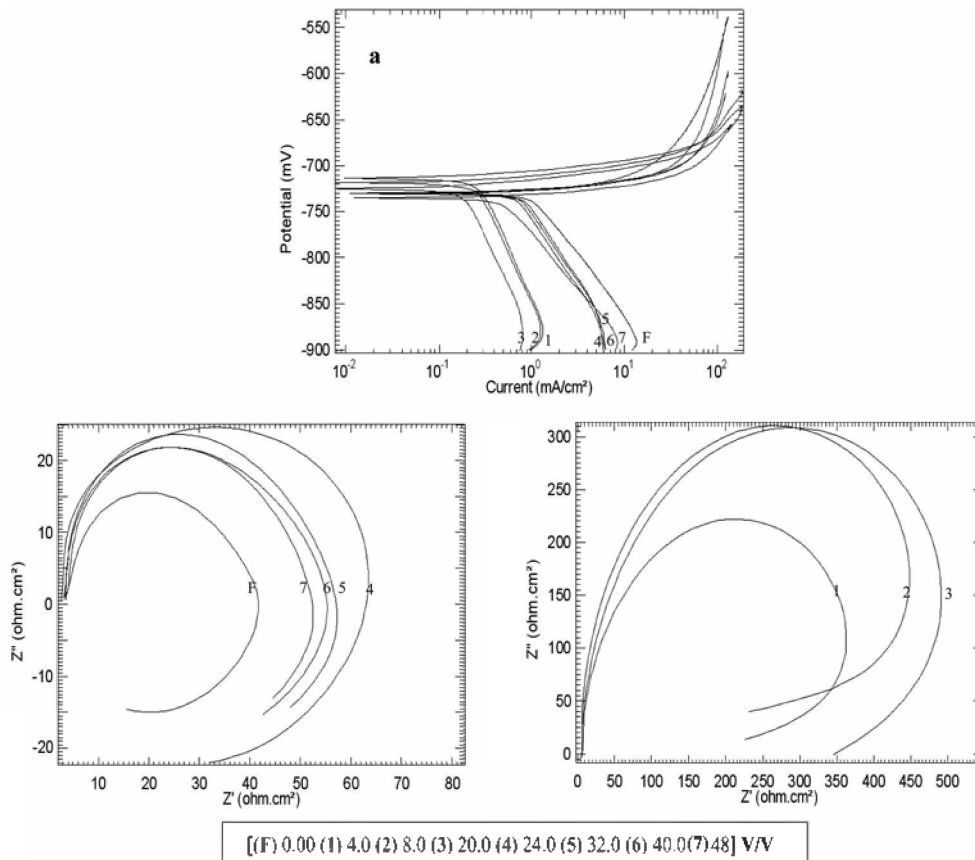 a
Potential (mV)
-550
-600
-650
-700
-750
-800
-850
-900
3 2 1 4 6 5 7 F
10⁻² 10⁻¹ 10⁰ 10¹ 10²
Current (mA/cm²)
Z'' (ohm.cm²)
20
10
0
-10
-20
F 7 6 5 4
10 20 30 40 50 60 70 80
Z' (ohm.cm²)
Z'' (ohm.cm²)
300
250
200
150
100
50
0
1 2 3
0 50 100 150 200 250 300 350 400 450 500
Z' (ohm.cm²)
[(F) 0.00 (1) 4.0 (2) 8.0 (3) 20.0 (4) 24.0 (5) 32.0 (6) 40.0 (7) 48] V/V